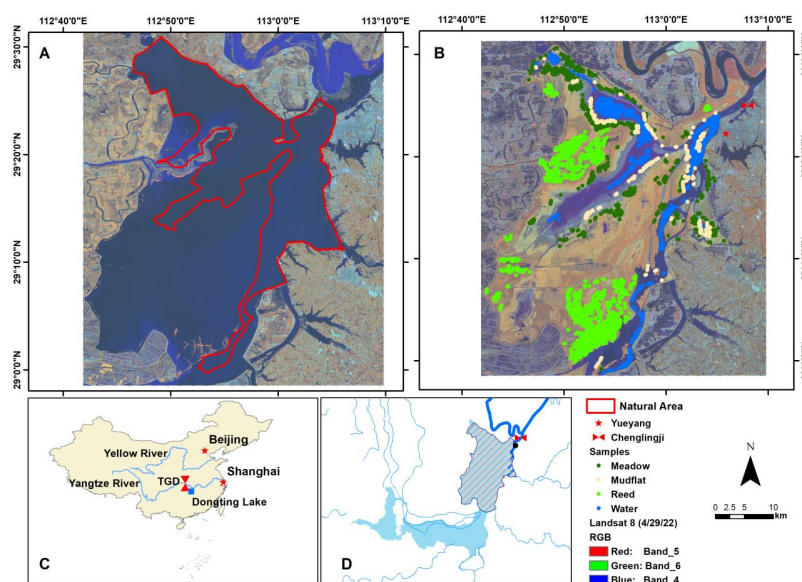 112°40'0"E 112°50'0"E 113°0'0"E 113°10'0"E
112°40'0"E 112°50'0"E 113°0'0"E 113°10'0"E
29°30'0"N
29°20'0"N
29°10'0"N
29°0'0"N
A
B
C
Beijing
Yellow River
Shanghai
Yangtze River
TGD
Dongting Lake
D
Natural Area
Yueyang
Chenglingji
Samples
Meadow
Mudflat
Reed
Water
Landsat 8 (4/29/22)
RGB
Red: Band_5
Green: Band_6
Blue: Band_4
N
0 2.5 5 10
km